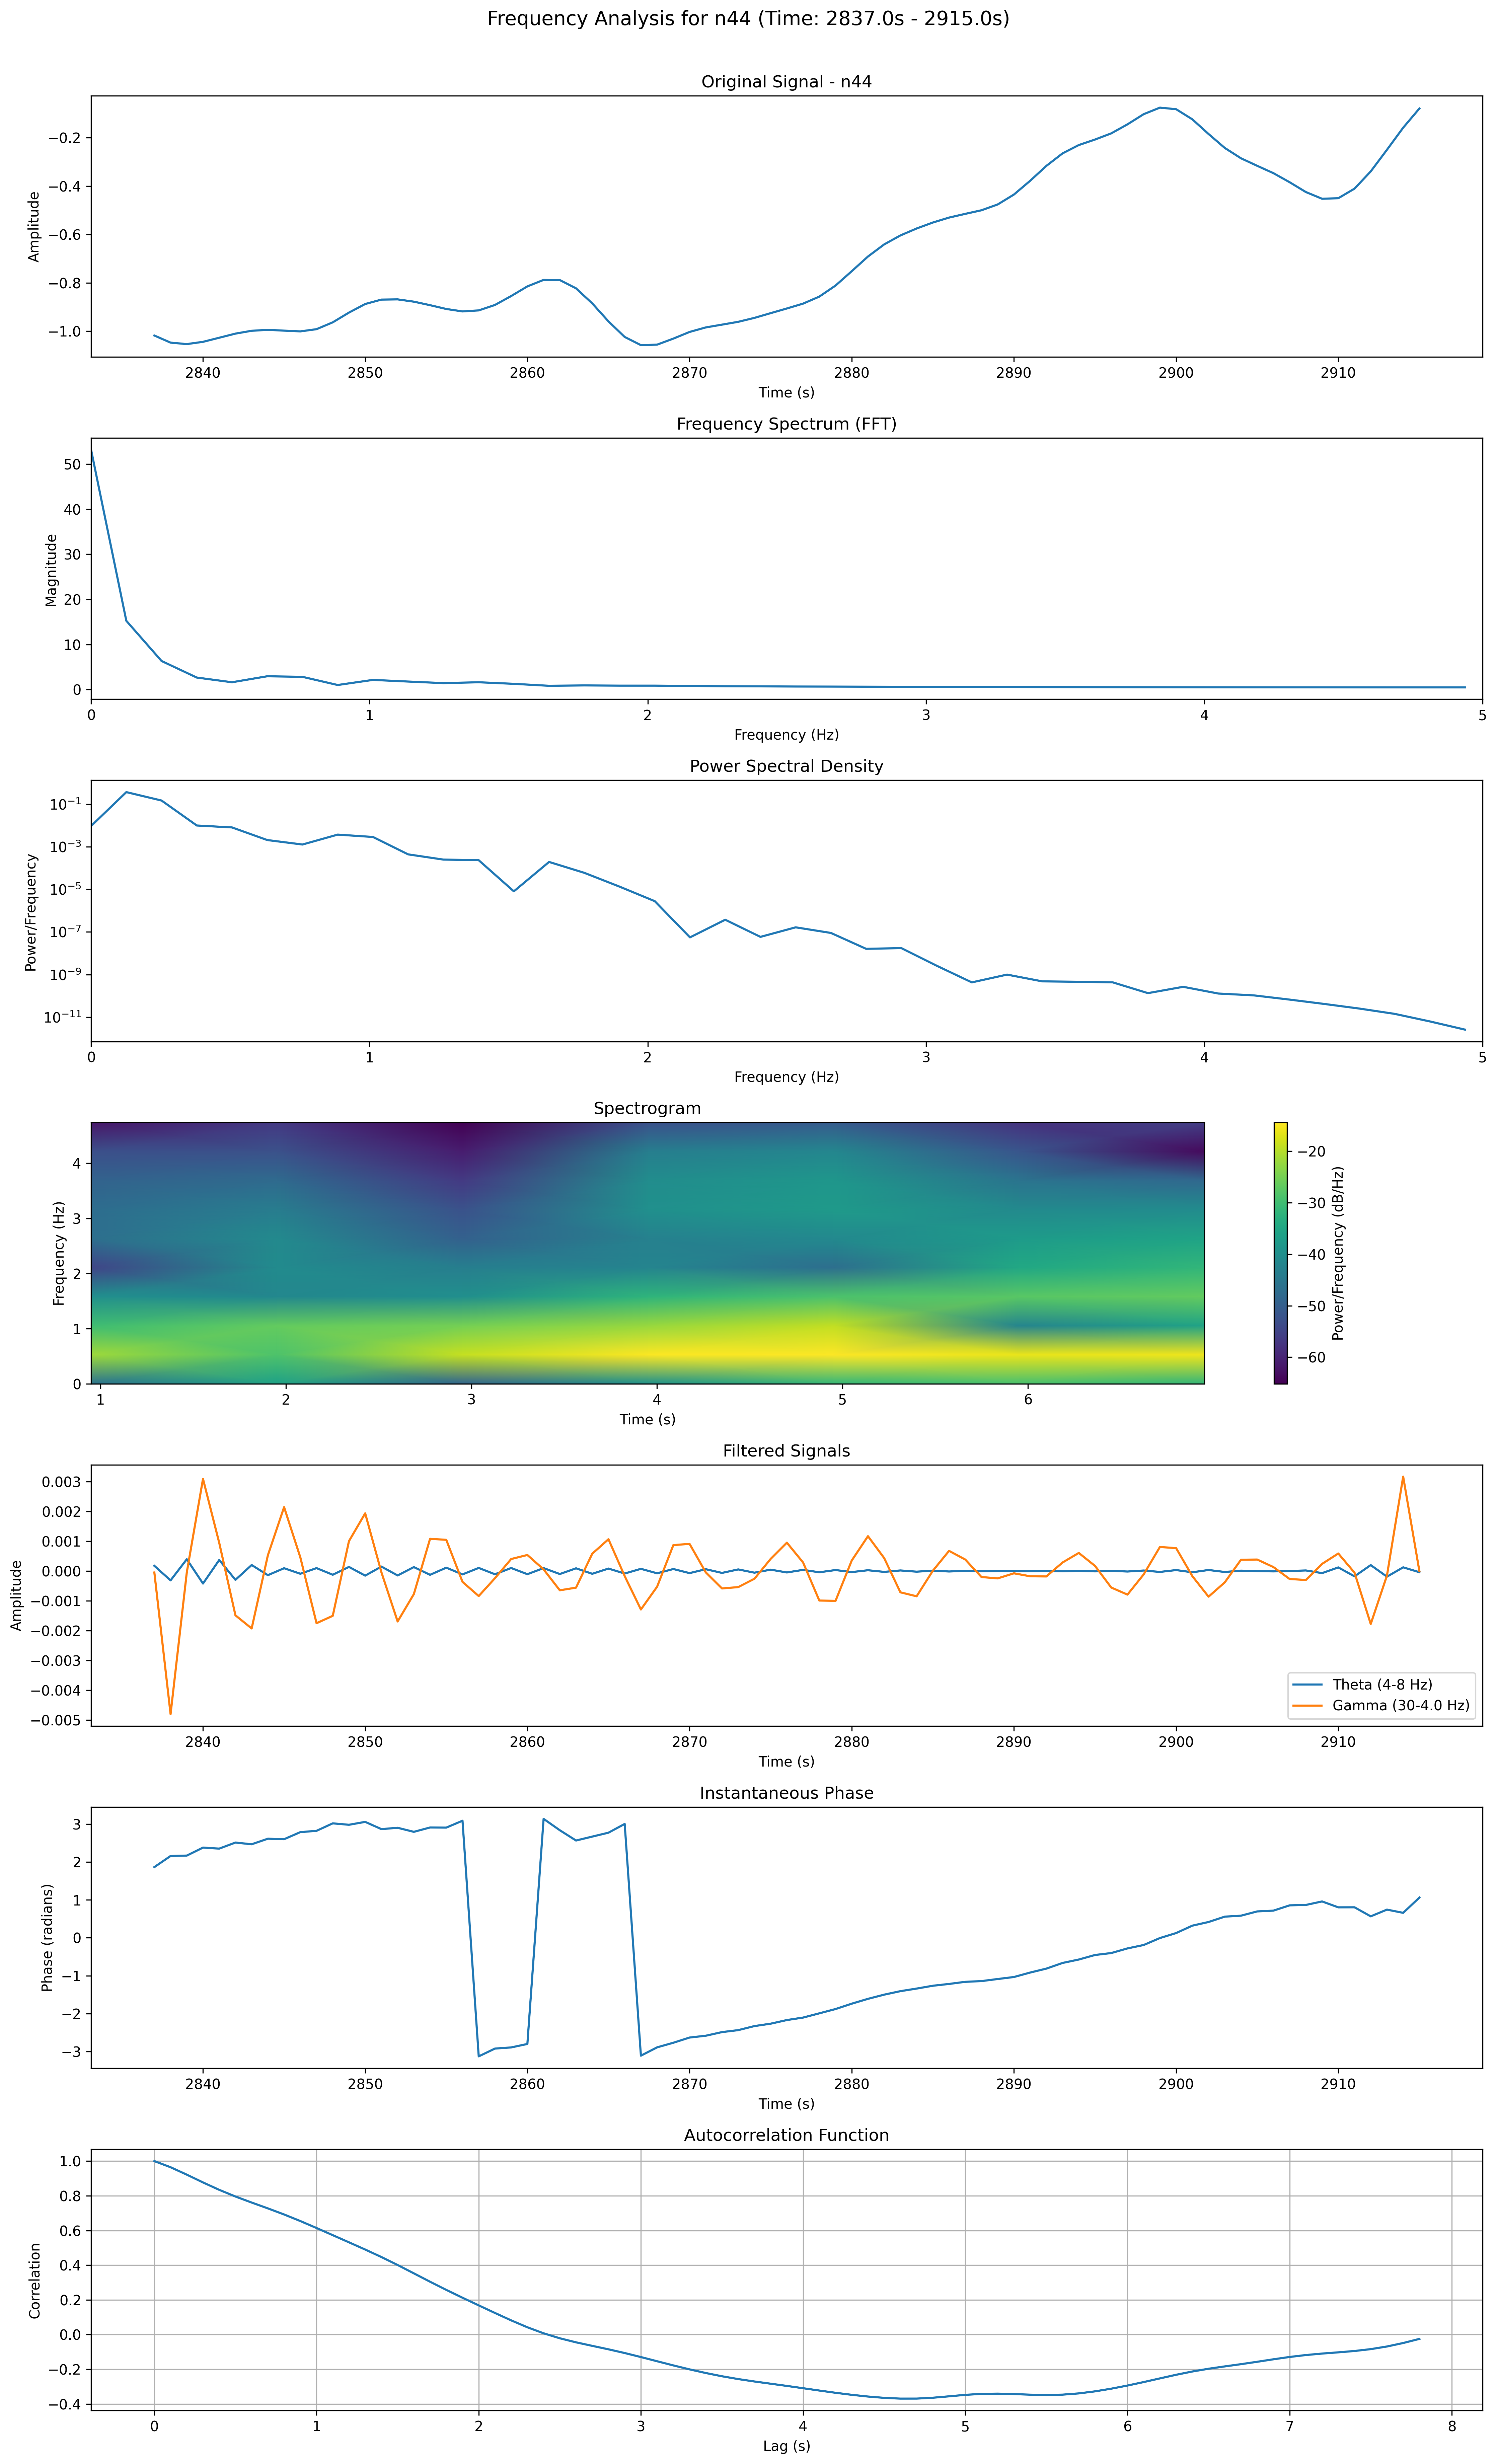 Frequency Analysis for n44 (Time: 2837.0s - 2915.0s)
Original Signal - n44
−0.2
−0.4
−0.6
−0.8
−1.0
Amplitude
2840 2850 2860 2870 2880 2890 2900 2910
Time (s)
Frequency Spectrum (FFT)
50
40
30
20
10
0
Magnitude
0 1 2 3 4 5
Frequency (Hz)
Power Spectral Density
10⁻¹
10⁻³
10⁻⁵
10⁻⁷
10⁻⁹
10⁻¹¹
Power/Frequency
0 1 2 3 4 5
Frequency (Hz)
Spectrogram
4
3
2
1
0
Frequency (Hz)
1 2 3 4 5 6
Time (s)
−20
−30
−40
−50
−60
Power/Frequency (dB/Hz)
Filtered Signals
0.003
0.002
0.001
0.000
−0.001
−0.002
−0.003
−0.004
−0.005
Amplitude
Theta (4-8 Hz)
Gamma (30-4.0 Hz)
2840 2850 2860 2870 2880 2890 2900 2910
Time (s)
Instantaneous Phase
3
2
1
0
−1
−2
−3
Phase (radians)
2840 2850 2860 2870 2880 2890 2900 2910
Time (s)
Autocorrelation Function
1.0
0.8
0.6
0.4
0.2
0.0
−0.2
−0.4
Correlation
0 1 2 3 4 5 6 7 8
Lag (s)